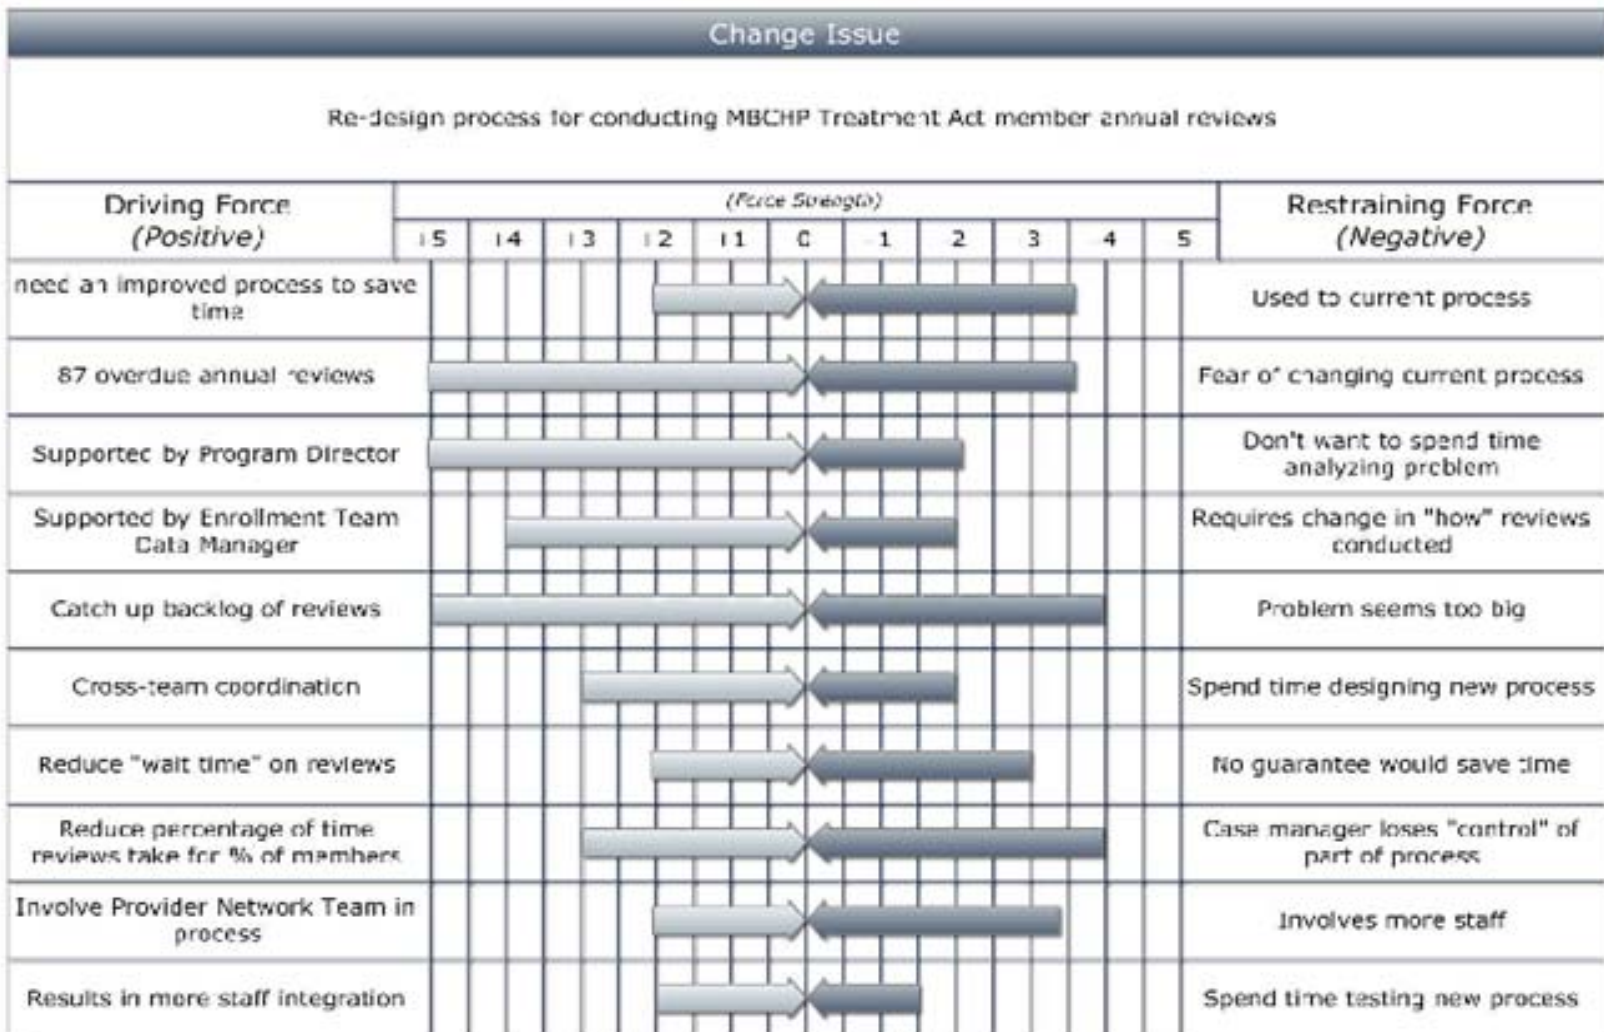 Change Issue
Re-design process for conducting MBCHP Treatment Act member annual reviews
Driving Force
(Positive)
(Force Strength)
+5 +4 +3 +2 +1 0 -1 -2 -3 -4 -5
Restraining Force
(Negative)
need an improved process to save
time
Used to current process
87 overdue annual reviews
Fear of changing current process
Supported by Program Director
Don't want to spend time
analyzing problem
Supported by Enrollment Team
Data Manager
Requires change in "how" reviews
conducted
Catch up backlog of reviews
Problem seems too big
Cross-team coordination
Spend time designing new process
Reduce "wait time" on reviews
No guarantee would save time
Reduce percentage of time
reviews take for % of members
Case manager loses "control" of
part of process
Involve Provider Network Team in
process
Involves more staff
Results in more staff integration
Spend time testing new process